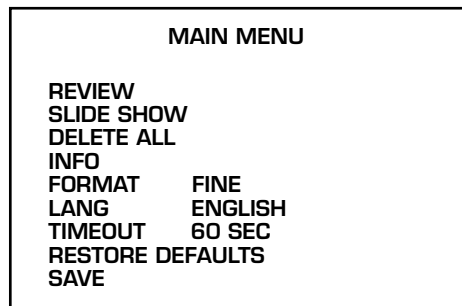 MAIN MENU
REVIEW
SLIDE SHOW
DELETE ALL
INFO
FORMAT FINE
LANG ENGLISH
TIMEOUT 60 SEC
RESTORE DEFAULTS
SAVE